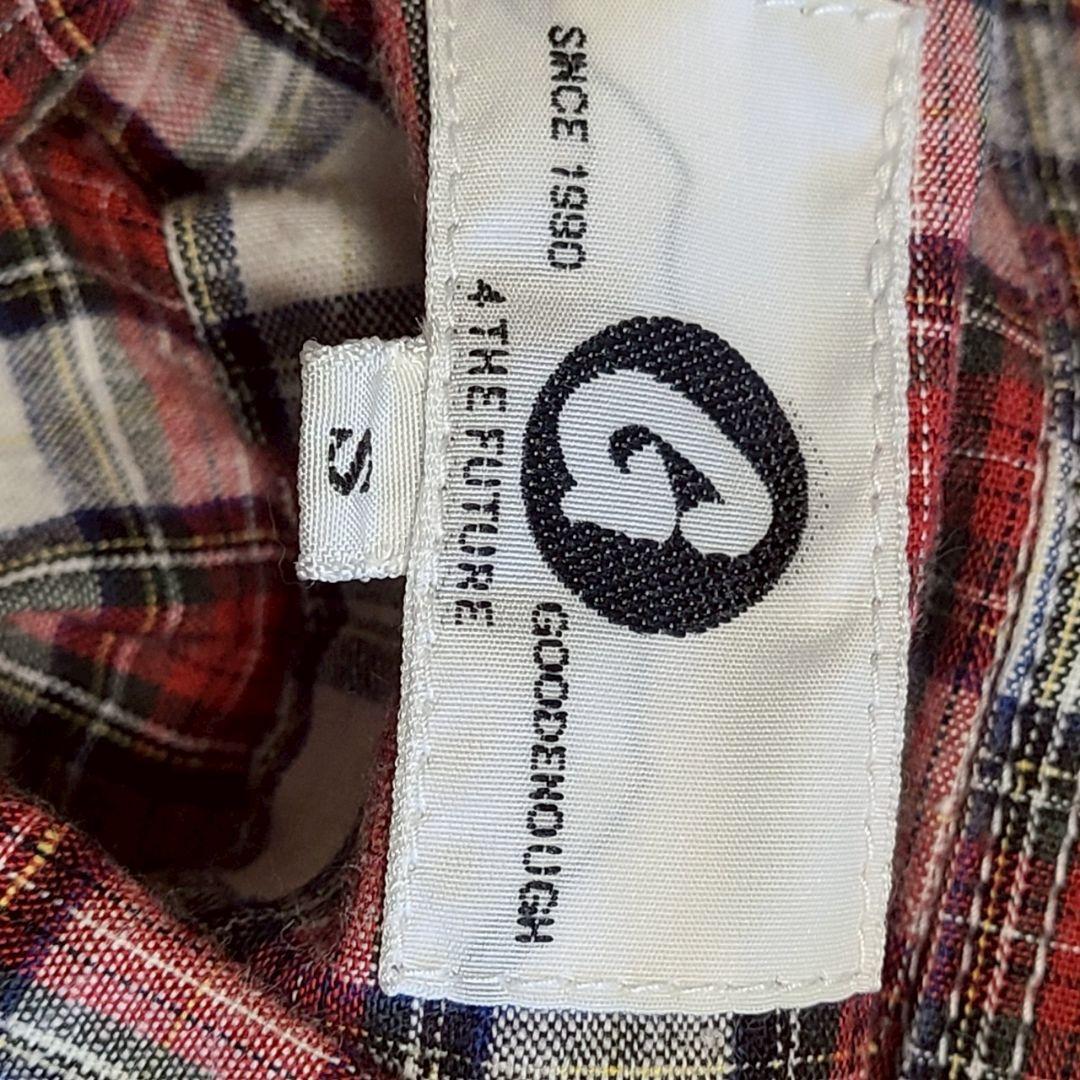 SINCE 1990
GOODENOUGH
4 THE FUTURE
S